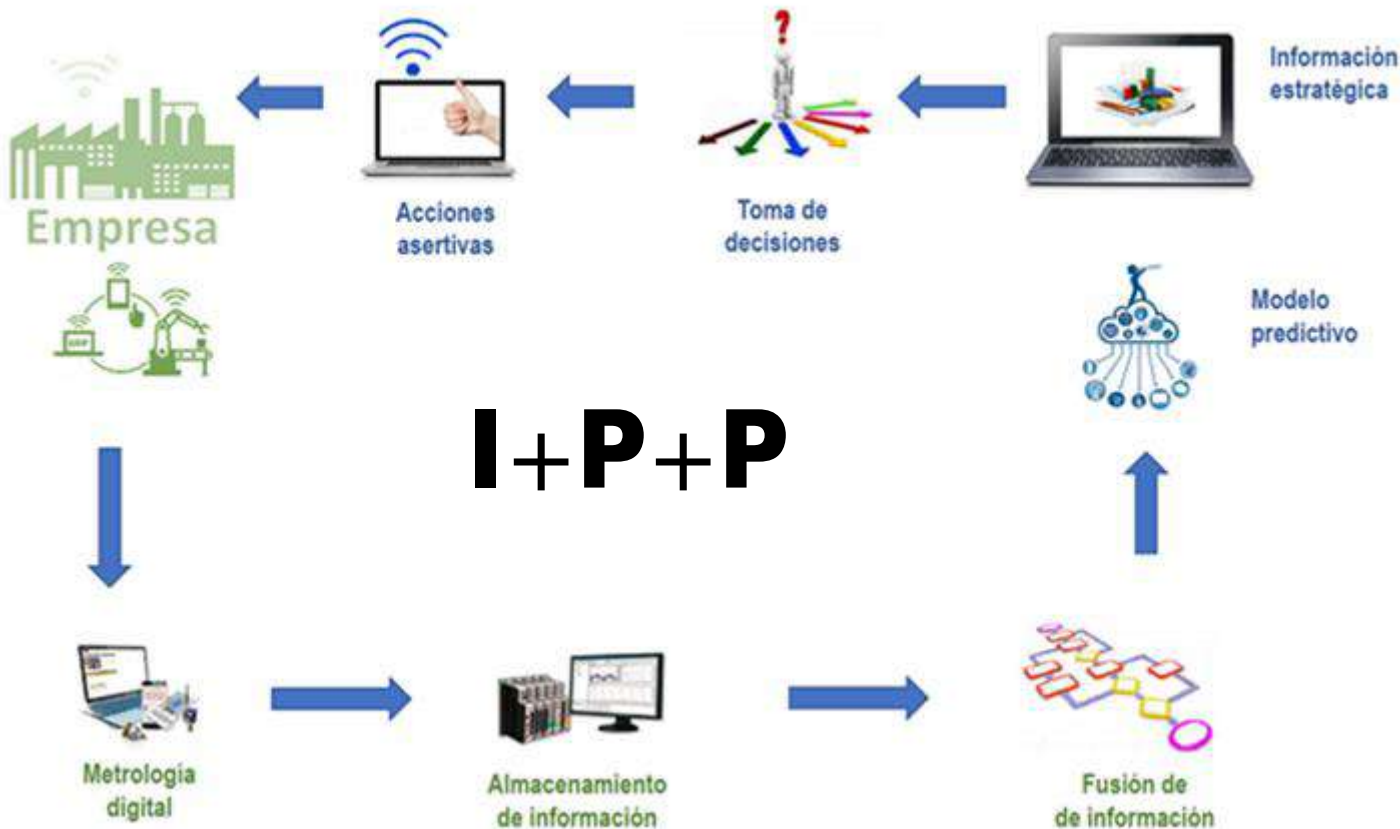 Información
estratégica
Empresa
Acciones
asertivas
Toma de
decisiones
?
Modelo
predictivo
ERP
I+P+P
Metrología
digital
Almacenamiento
de información
Fusión de
de información